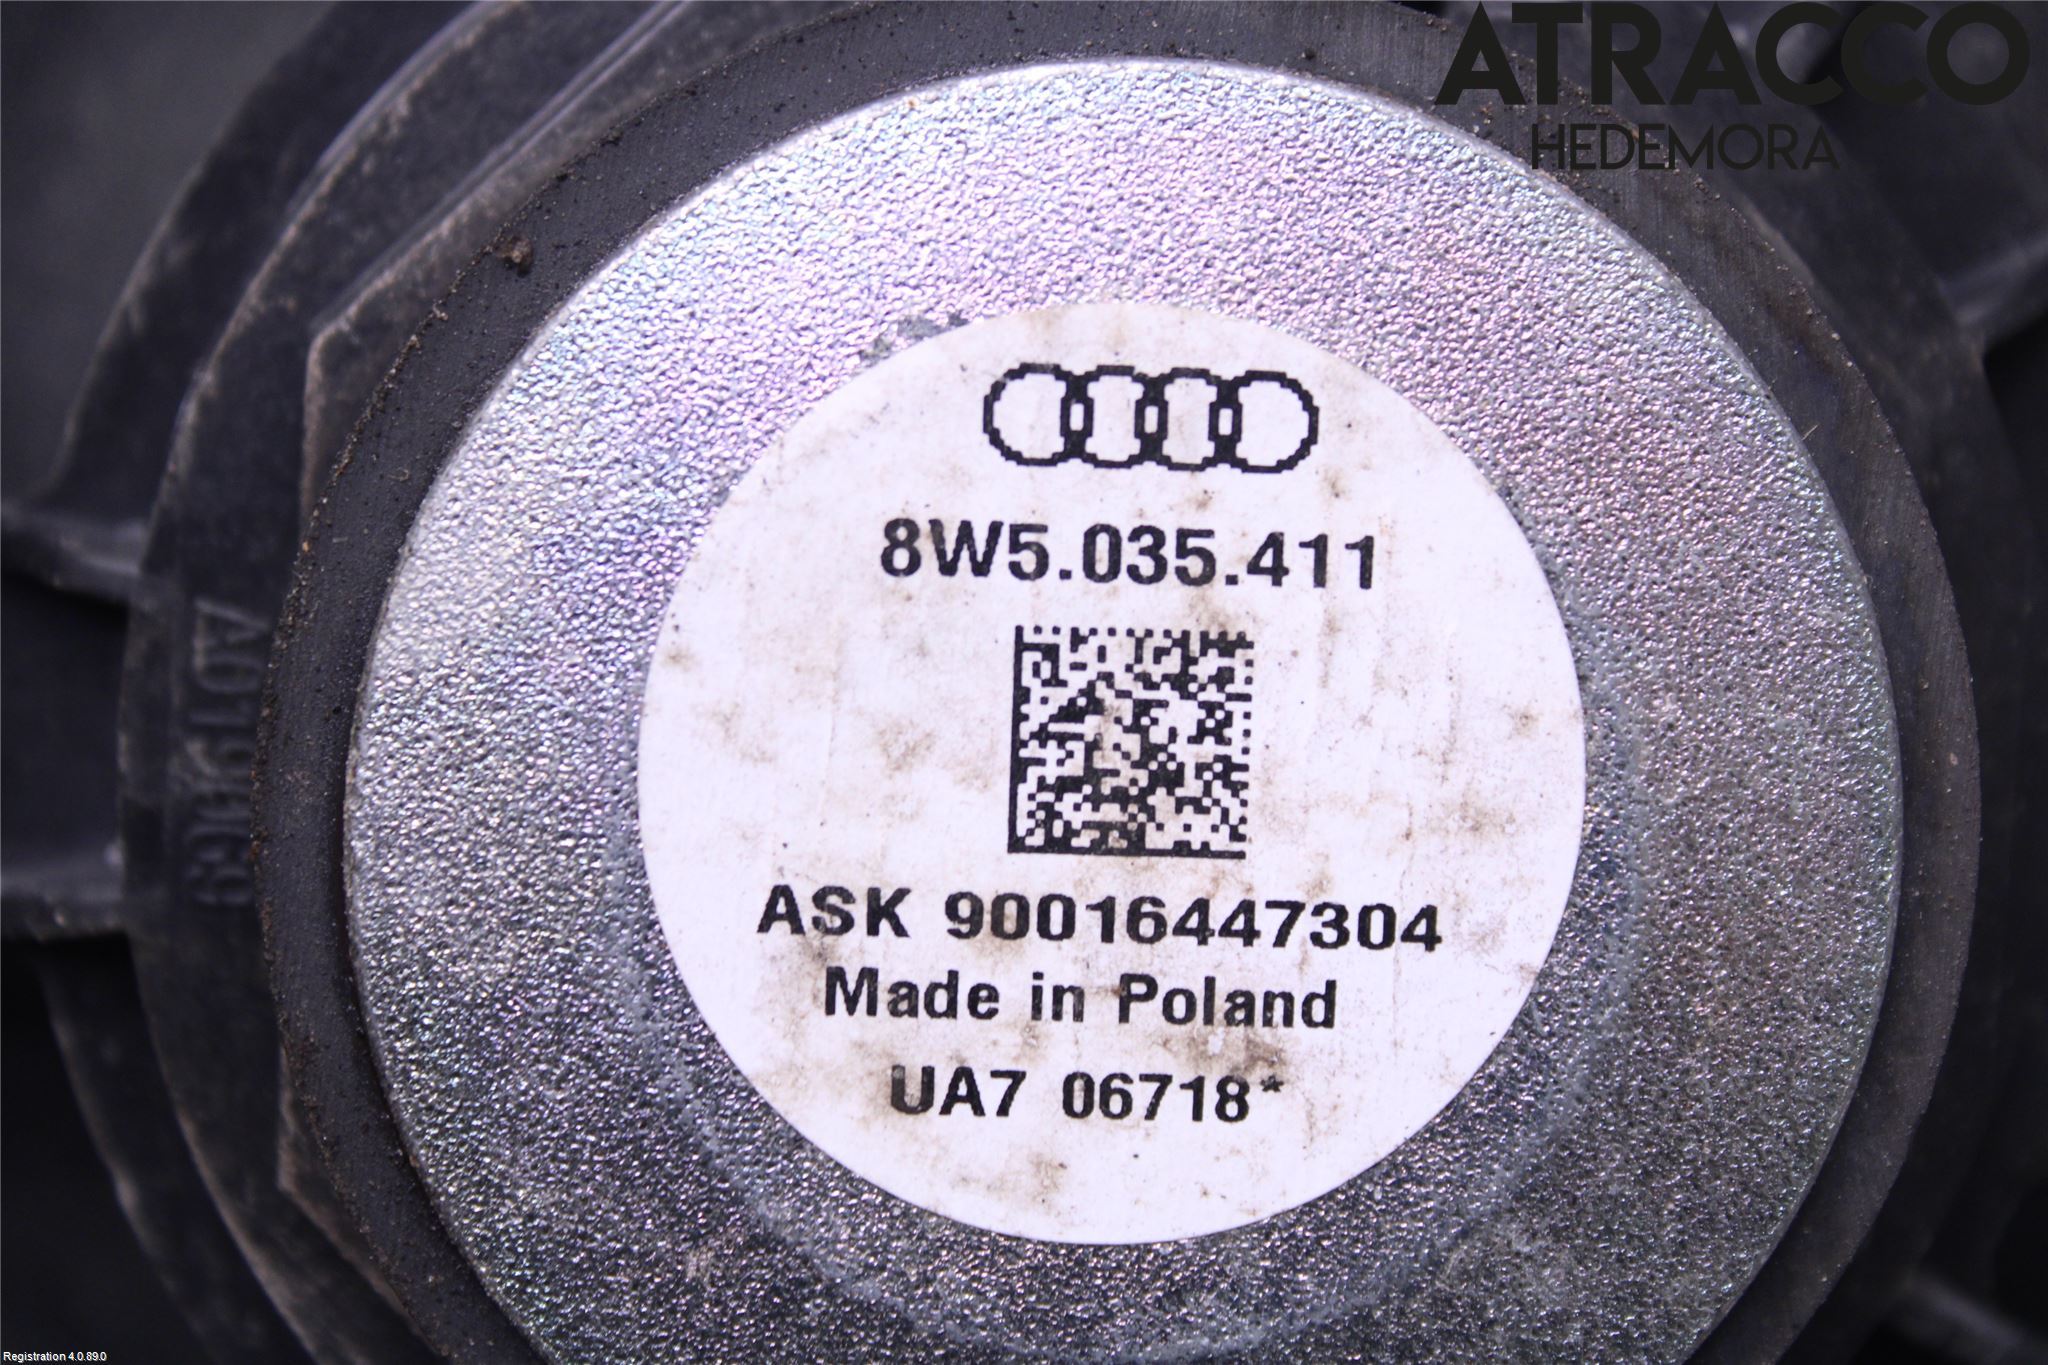 ATRACCO
HEDEMORA
8W5.035.411
ASK 90016447304
Made in Poland
UA7 06718*
Registration 4.0.89.0